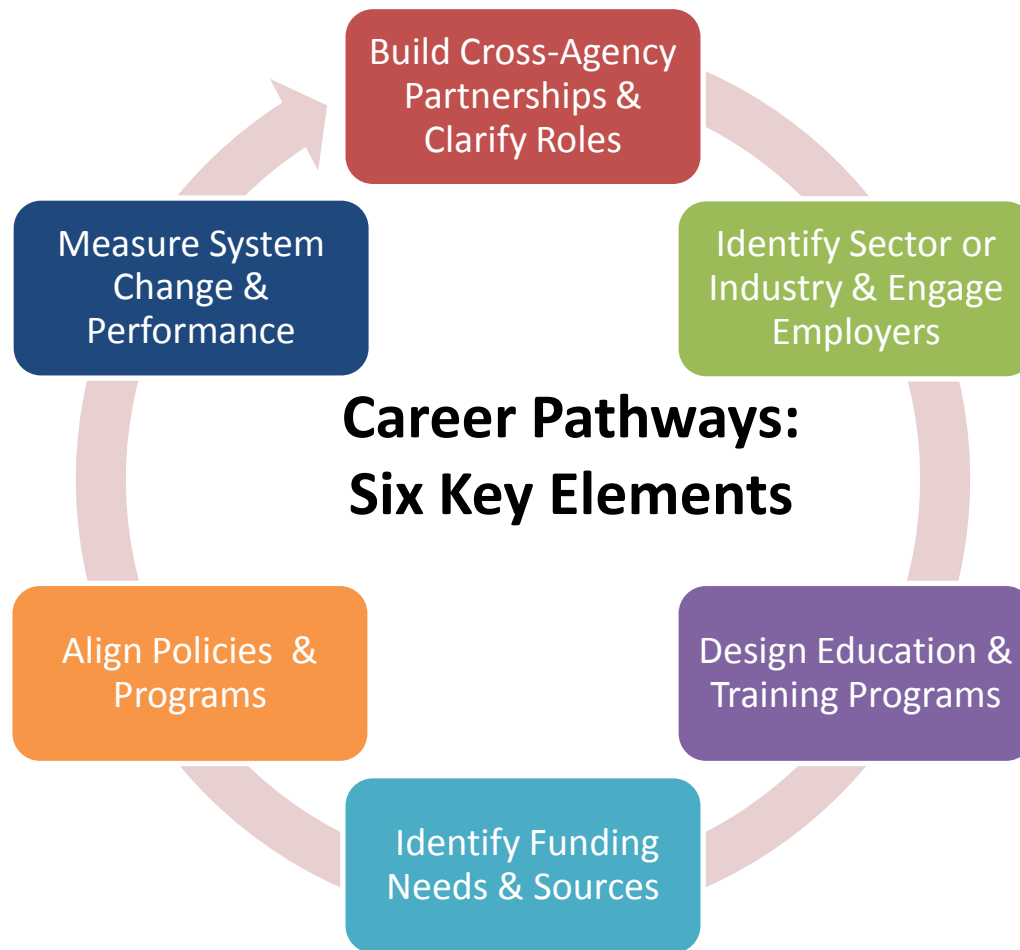 Build Cross-Agency
Partnerships &
Clarify Roles
Identify Sector or
Industry & Engage
Employers
Design Education &
Training Programs
Identify Funding
Needs & Sources
Align Policies &
Programs
Measure System
Change &
Performance
Career Pathways:
Six Key Elements